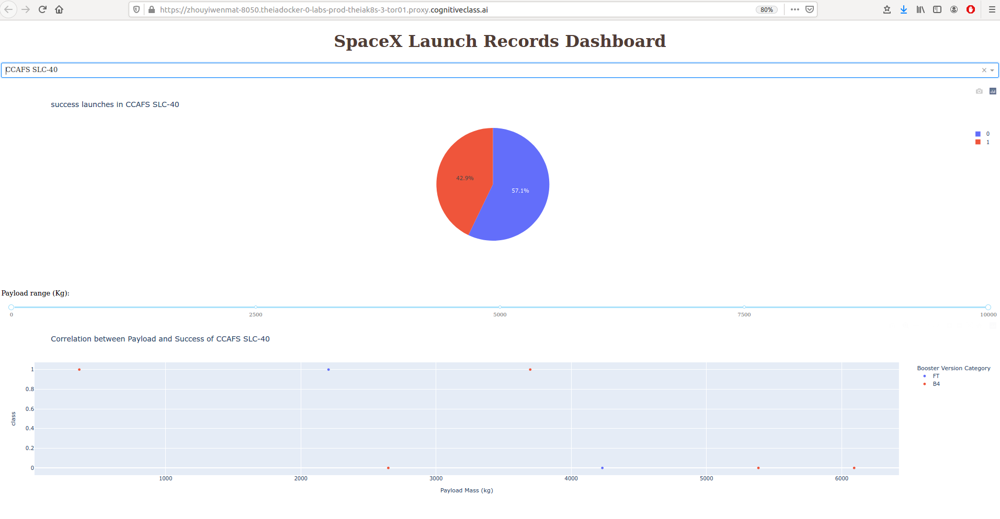 https://zhouyiwenmat-8050.theiadocker-0-labs-prod-theiak8s-3-tor01.proxy.cognitiveclass.ai
80%
SpaceX Launch Records Dashboard
CCAFS SLC-40
success launches in CCAFS SLC-40
0
1
42.9%
57.1%
Payload range (Kg):
0 2500 5000 7500 10000
Correlation between Payload and Success of CCAFS SLC-40
Booster Version Category
FT
B4
1
0.8
0.6
0.4
0.2
0
class
1000 2000 3000 4000 5000 6000
Payload Mass (kg)